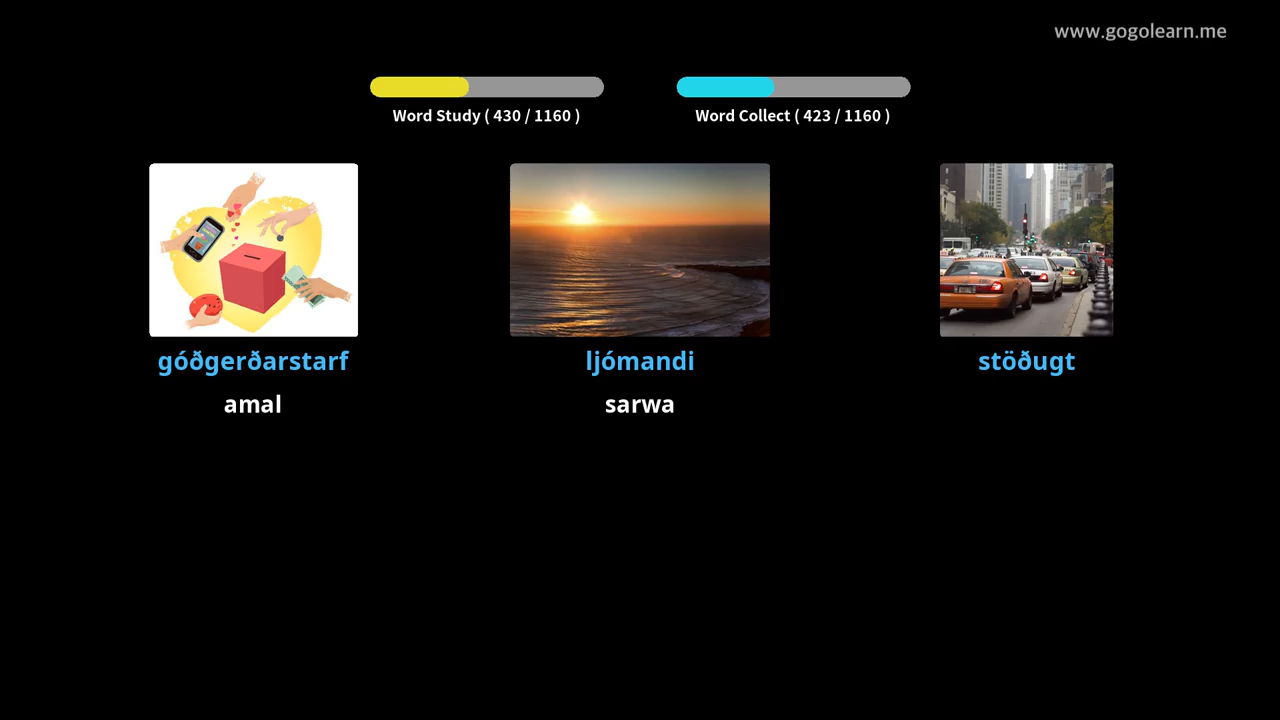 www.gogolearn.me
Word Study ( 430 / 1160 )
Word Collect ( 423 / 1160 )
góðgerðarstarf
ljómandi
stöðugt
amal
sarwa